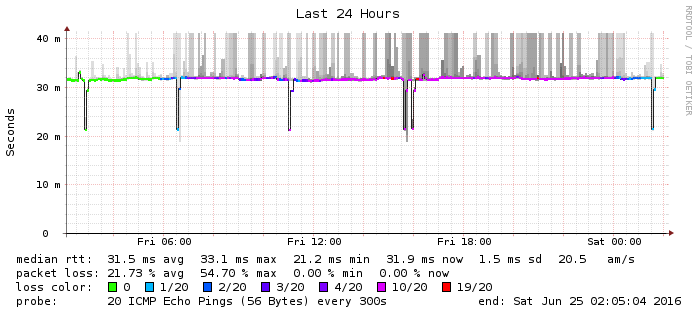 Last 24 Hours
RRDTOOL / TOBI OETIKER
Seconds
40 m
30 m
20 m
10 m
0
Fri 06:00 Fri 12:00 Fri 18:00 Sat 00:00
median rtt: 31.5 ms avg 33.1 ms max 21.2 ms min 31.9 ms now 1.5 ms sd 20.5 am/s
packet loss: 21.73 % avg 54.70 % max 0.00 % min 0.00 % now
loss color: 0 1/20 2/20 3/20 4/20 10/20 19/20
probe: 20 ICMP Echo Pings (56 Bytes) every 300s end: Sat Jun 25 02:05:04 2016